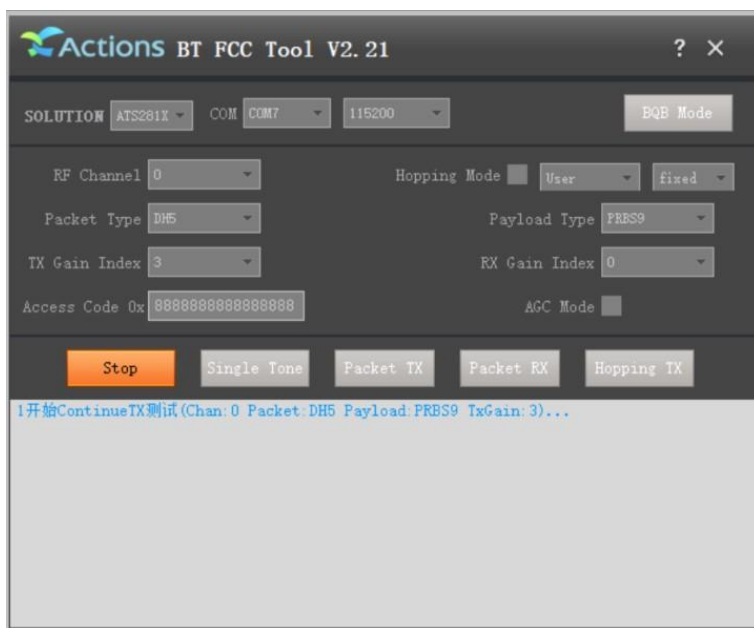 Actions BT FCC Tool V2.21 ? ×
SOLUTION ATS281X COM COM7 115200 BQB Mode
RF Channel 0 Hopping Mode User fixed
Packet Type DH5 Payload Type PRBS9
TX Gain Index 3 RX Gain Index 0
Access Code 0x 8888888888888888 AGC Mode
Stop Single Tone Packet TX Packet RX Hopping TX
1开始ContinueTX测试(Chan:0 Packet:DH5 Payload:PRBS9 TxGain:3)...